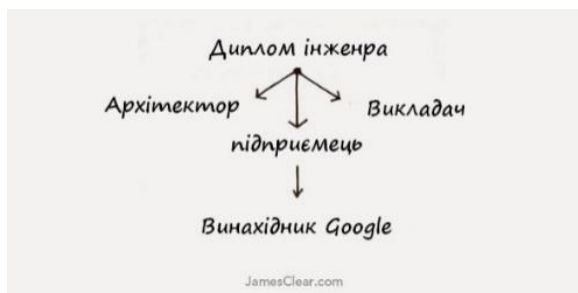 Диплом інженра
Архітектор
Викладач
підприємець
Винахідник Google
JamesClear.com